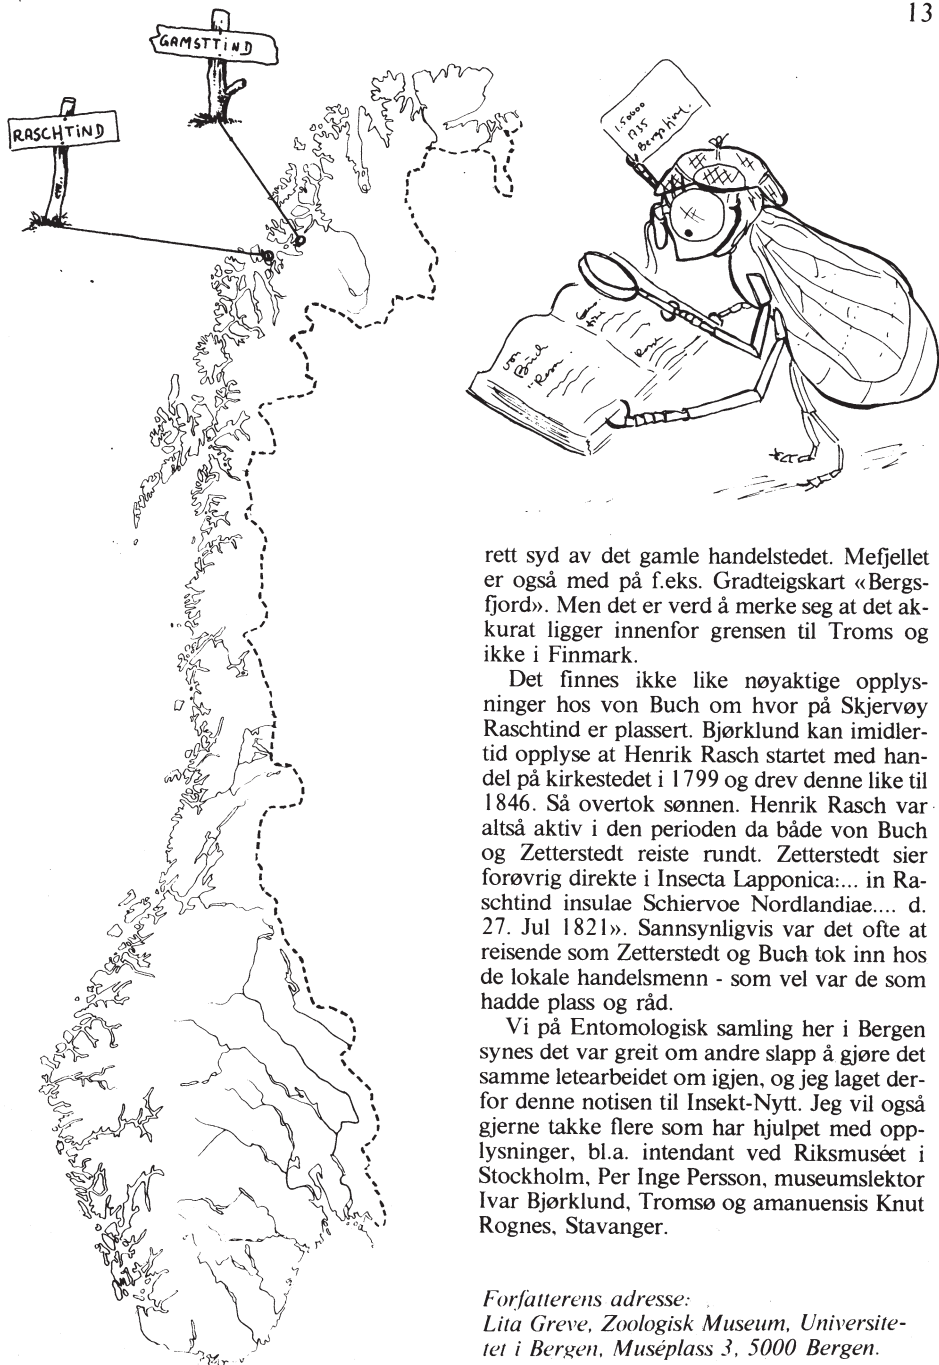 13
GAMSTTIND
RASCHTIND
1:50000
1735
Bergsfjord.
von
Buch
Reise
rett syd av det gamle handelstedet. Mefjellet
er også med på f.eks. Gradteigskart «Bergs-
fjord». Men det er verd å merke seg at det ak-
kurat ligger innenfor grensen til Troms og
ikke i Finmark.
Det finnes ikke like nøyaktige opplys-
ninger hos von Buch om hvor på Skjervøy
Raschtind er plassert. Bjørklund kan imidler-
tid opplyse at Henrik Rasch startet med han-
del på kirkestedet i 1799 og drev denne like til
1846. Så overtok sønnen. Henrik Rasch var
altså aktiv i den perioden da både von Buch
og Zetterstedt reiste rundt. Zetterstedt sier
forøvrig direkte i Insecta Lapponica:... in Ra-
schtind insulae Schiervoe Nordlandiae.... d.
27. Jul 1821». Sannsynligvis var det ofte at
reisende som Zetterstedt og Buch tok inn hos
de lokale handelsmenn - som vel var de som
hadde plass og råd.
Vi på Entomologisk samling her i Bergen
synes det var greit om andre slapp å gjøre det
samme letearbeidet om igjen, og jeg laget der-
for denne notisen til Insekt-Nytt. Jeg vil også
gjerne takke flere som har hjulpet med opp-
lysninger, bl.a. intendant ved Riksmuséet i
Stockholm, Per Inge Persson, museumslektor
Ivar Bjørklund, Tromsø og amanuensis Knut
Rognes, Stavanger.
Forfatterens adresse:
Lita Greve, Zoologisk Museum, Universite-
tet i Bergen, Muséplass 3, 5000 Bergen.